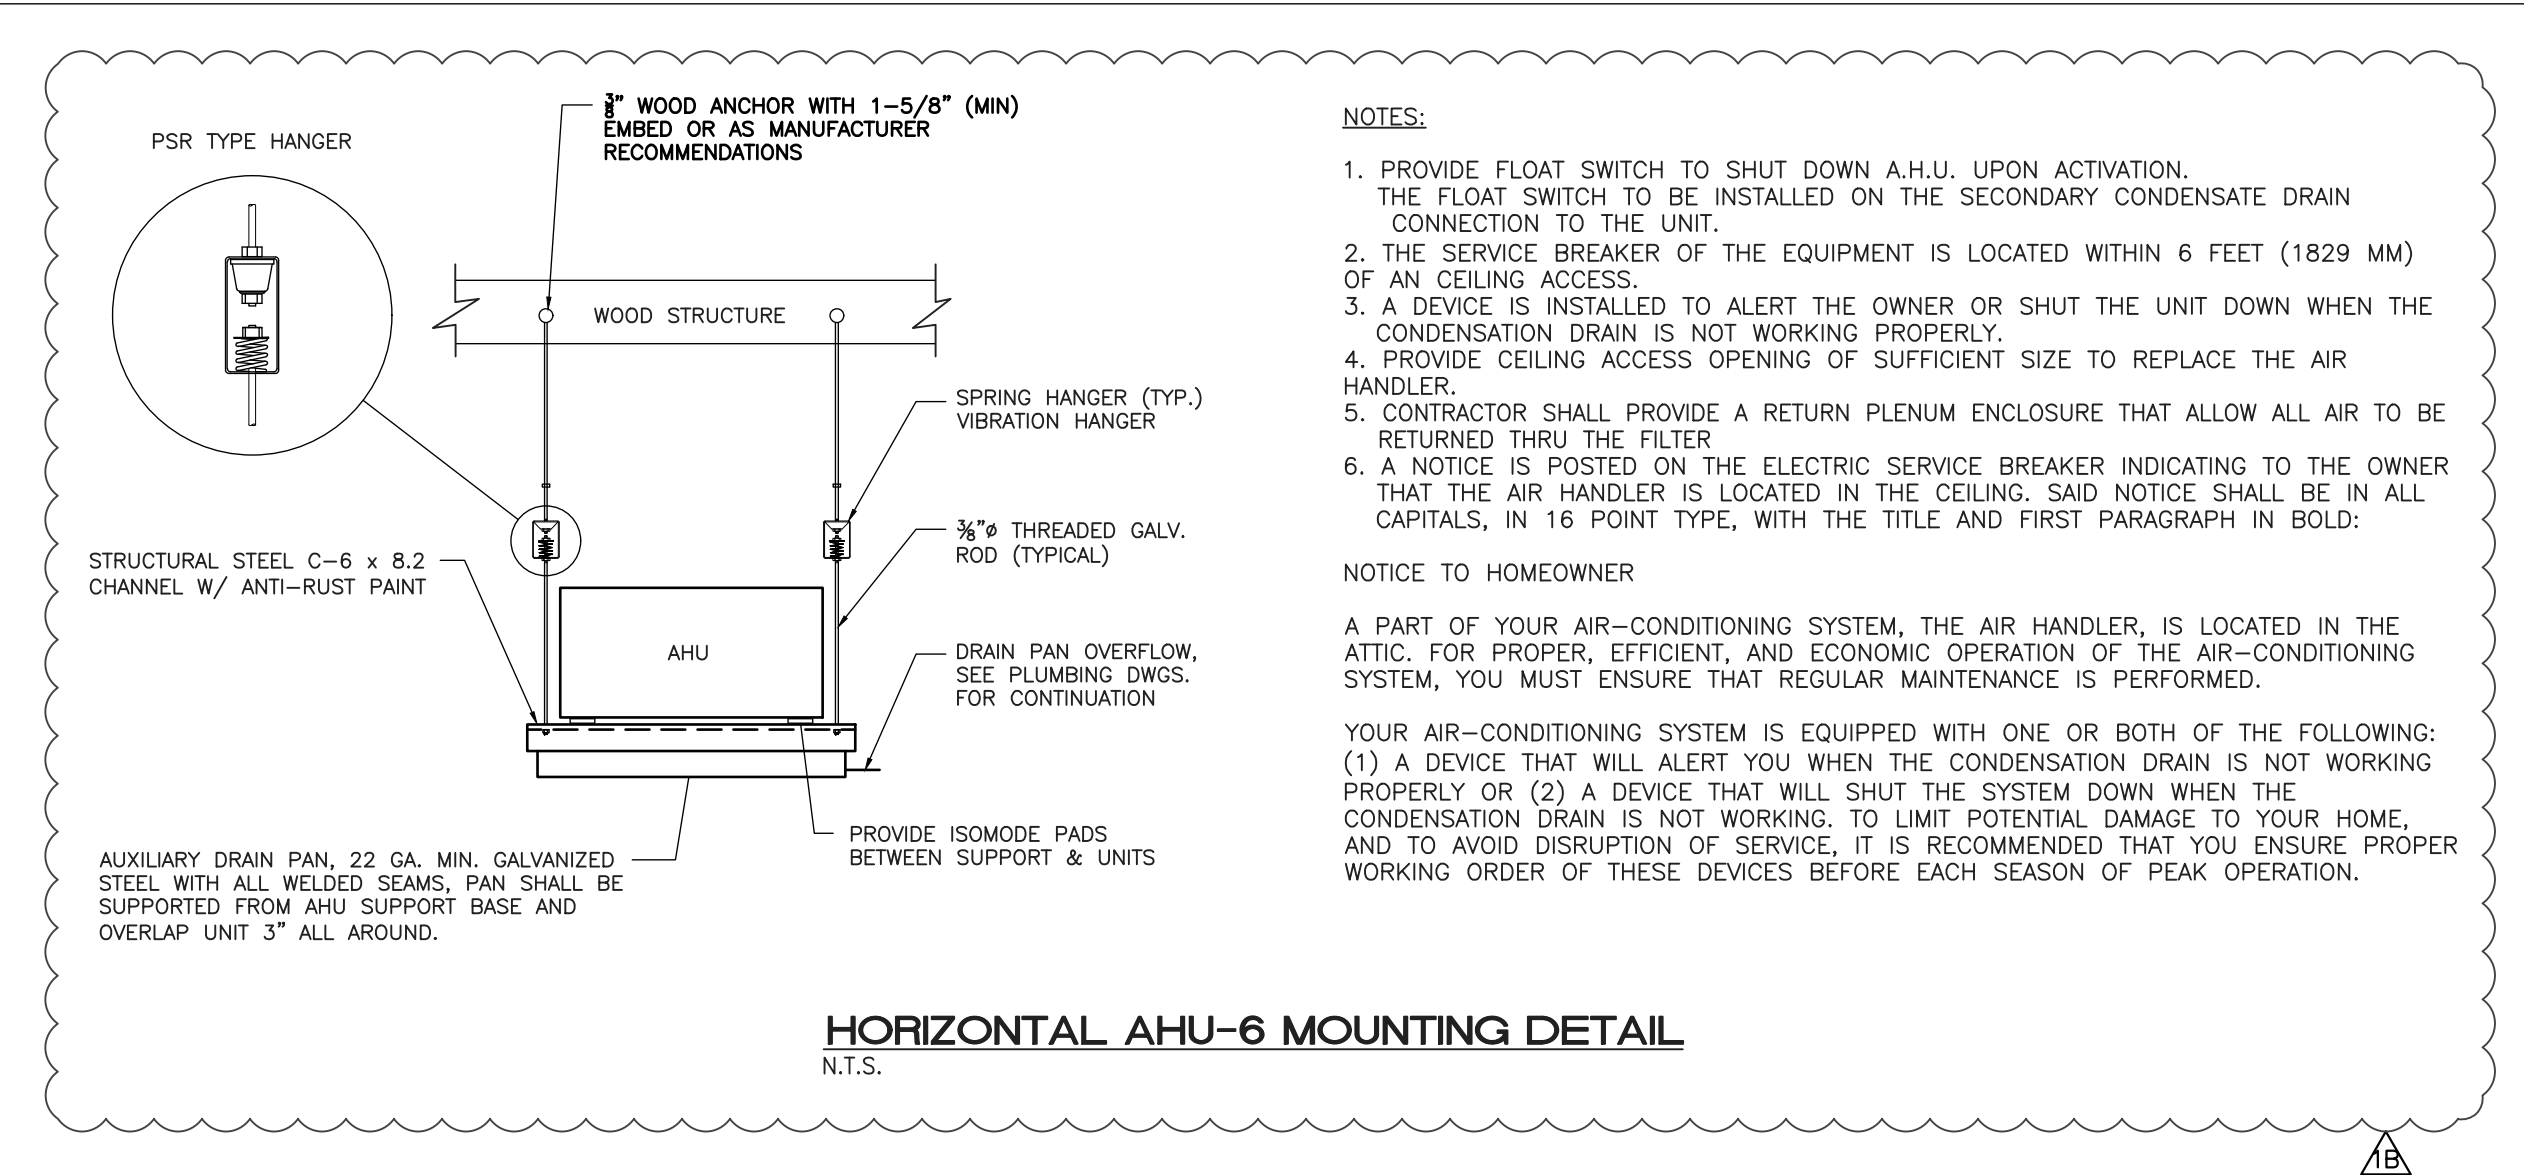 PSR TYPE HANGER
3/8" WOOD ANCHOR WITH 1-5/8" (MIN)
EMBED OR AS MANUFACTURER
RECOMMENDATIONS
WOOD STRUCTURE
SPRING HANGER (TYP.)
VIBRATION HANGER
3/8"ø THREADED GALV.
ROD (TYPICAL)
STRUCTURAL STEEL C-6 x 8.2
CHANNEL W/ ANTI-RUST PAINT
AHU
DRAIN PAN OVERFLOW,
SEE PLUMBING DWGS.
FOR CONTINUATION
PROVIDE ISOMODE PADS
BETWEEN SUPPORT & UNITS
AUXILIARY DRAIN PAN, 22 GA. MIN. GALVANIZED
STEEL WITH ALL WELDED SEAMS, PAN SHALL BE
SUPPORTED FROM AHU SUPPORT BASE AND
OVERLAP UNIT 3" ALL AROUND.
NOTES:
1. PROVIDE FLOAT SWITCH TO SHUT DOWN A.H.U. UPON ACTIVATION.
THE FLOAT SWITCH TO BE INSTALLED ON THE SECONDARY CONDENSATE DRAIN
CONNECTION TO THE UNIT.
2. THE SERVICE BREAKER OF THE EQUIPMENT IS LOCATED WITHIN 6 FEET (1829 MM)
OF AN CEILING ACCESS.
3. A DEVICE IS INSTALLED TO ALERT THE OWNER OR SHUT THE UNIT DOWN WHEN THE
CONDENSATION DRAIN IS NOT WORKING PROPERLY.
4. PROVIDE CEILING ACCESS OPENING OF SUFFICIENT SIZE TO REPLACE THE AIR
HANDLER.
5. CONTRACTOR SHALL PROVIDE A RETURN PLENUM ENCLOSURE THAT ALLOW ALL AIR TO BE
RETURNED THRU THE FILTER
6. A NOTICE IS POSTED ON THE ELECTRIC SERVICE BREAKER INDICATING TO THE OWNER
THAT THE AIR HANDLER IS LOCATED IN THE CEILING. SAID NOTICE SHALL BE IN ALL
CAPITALS, IN 16 POINT TYPE, WITH THE TITLE AND FIRST PARAGRAPH IN BOLD:
NOTICE TO HOMEOWNER
A PART OF YOUR AIR-CONDITIONING SYSTEM, THE AIR HANDLER, IS LOCATED IN THE
ATTIC. FOR PROPER, EFFICIENT, AND ECONOMIC OPERATION OF THE AIR-CONDITIONING
SYSTEM, YOU MUST ENSURE THAT REGULAR MAINTENANCE IS PERFORMED.
YOUR AIR-CONDITIONING SYSTEM IS EQUIPPED WITH ONE OR BOTH OF THE FOLLOWING:
(1) A DEVICE THAT WILL ALERT YOU WHEN THE CONDENSATION DRAIN IS NOT WORKING
PROPERLY OR (2) A DEVICE THAT WILL SHUT THE SYSTEM DOWN WHEN THE
CONDENSATION DRAIN IS NOT WORKING. TO LIMIT POTENTIAL DAMAGE TO YOUR HOME,
AND TO AVOID DISRUPTION OF SERVICE, IT IS RECOMMENDED THAT YOU ENSURE PROPER
WORKING ORDER OF THESE DEVICES BEFORE EACH SEASON OF PEAK OPERATION.
HORIZONTAL AHU-6 MOUNTING DETAIL
N.T.S.
1B